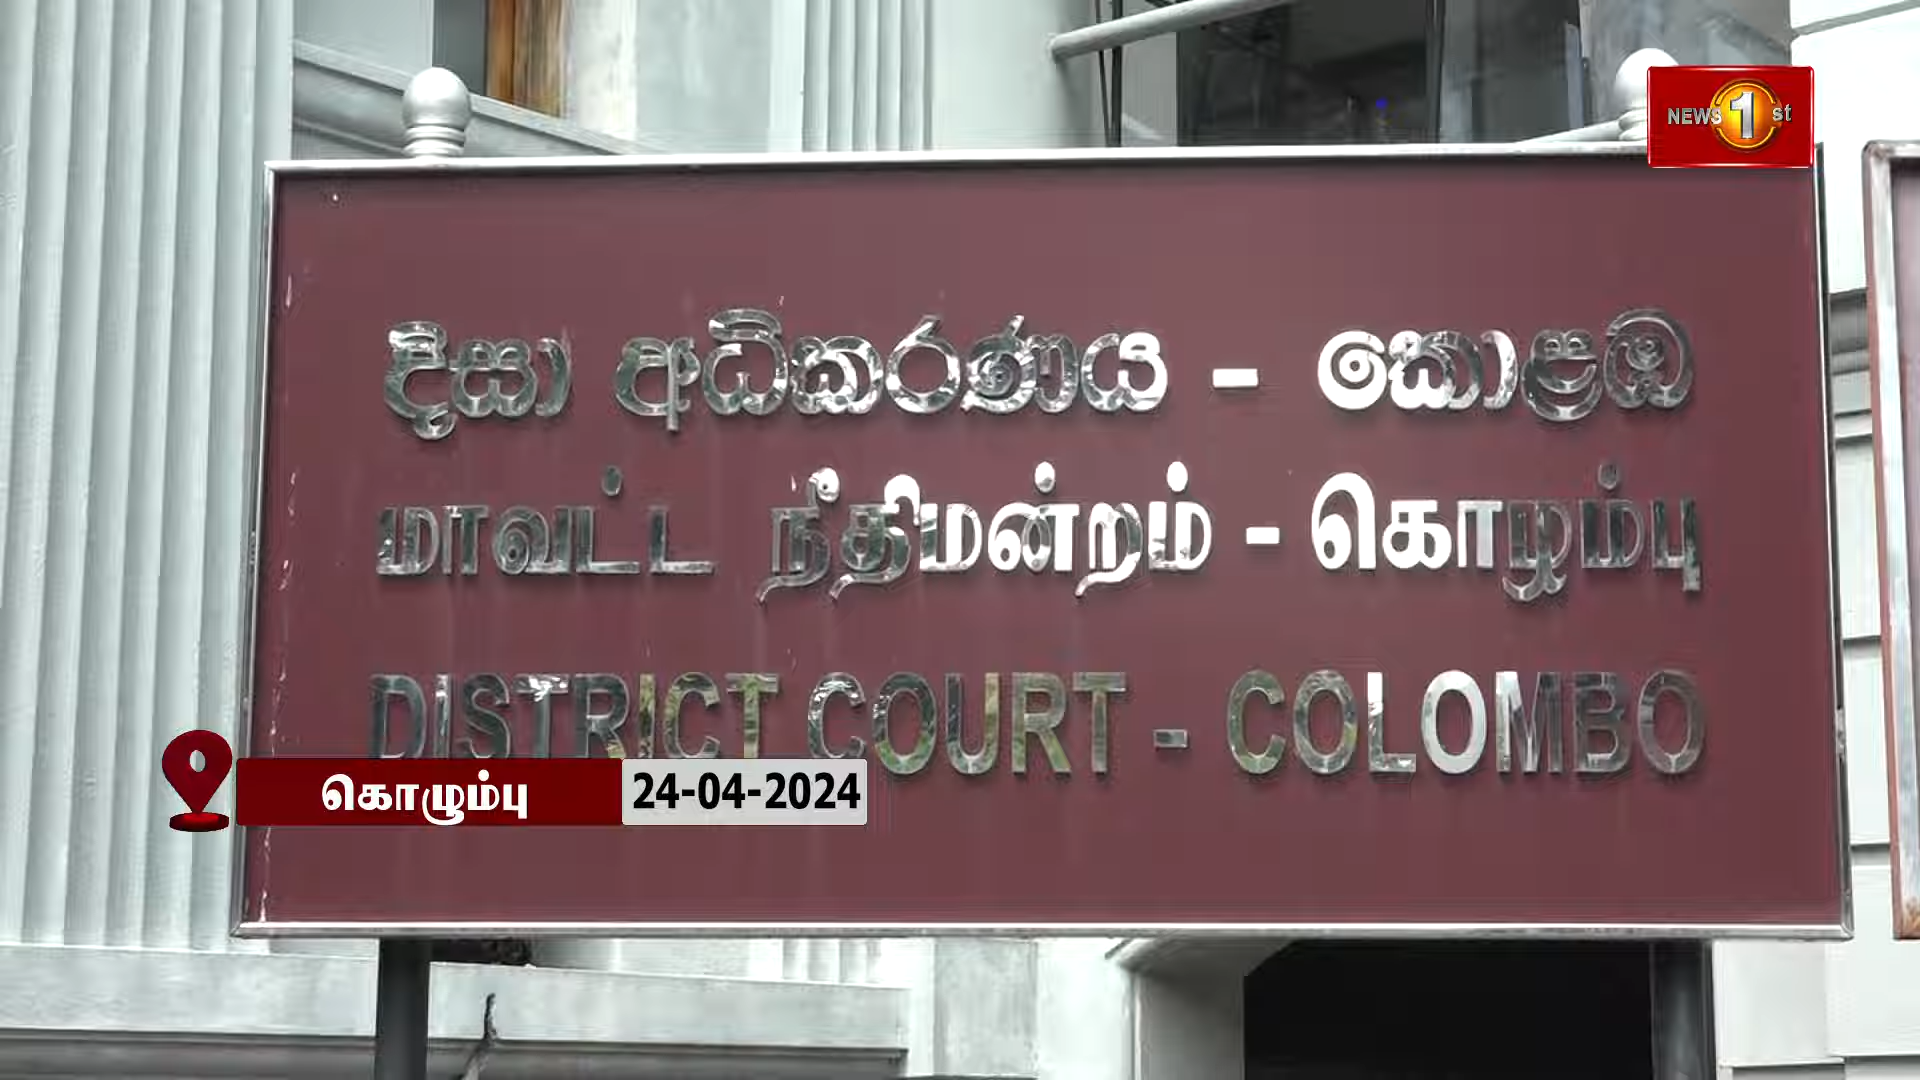 NEWS 1st
දිසා අධිකරණය - කොළඹ
மாவட்ட நீதிமன்றம் - கொழும்பு
DISTRICT COURT - COLOMBO
கொழும்பு 24-04-2024